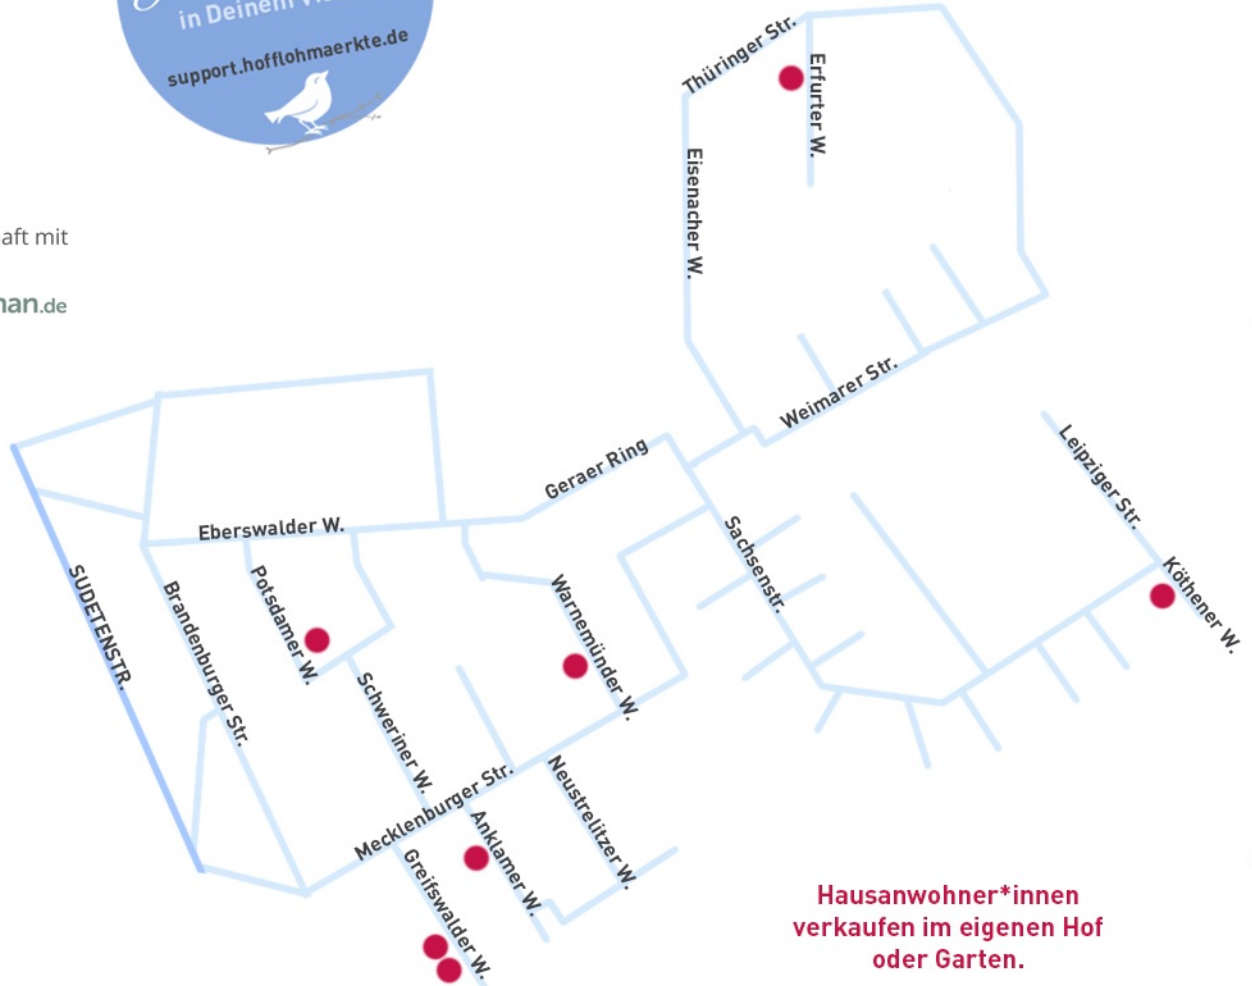 in Deinem
support.hofflohmaerkte.de
Thüringer Str.
Erfurter W.
Eisenacher W.
aft mit
nan.de
Weimarer Str.
Geraer Ring
Leipziger Str.
Eberswalder W.
Sachsenstr.
Köthener W.
SUDETENSTR.
Brandenburger Str.
Potsdamer W.
Warnemünder W.
Schweriner W.
Mecklenburger Str.
Neustrelitzer W.
Anklamer W.
Greifswalder W.
Hausanwohner*innen
verkaufen im eigenen Hof
oder Garten.